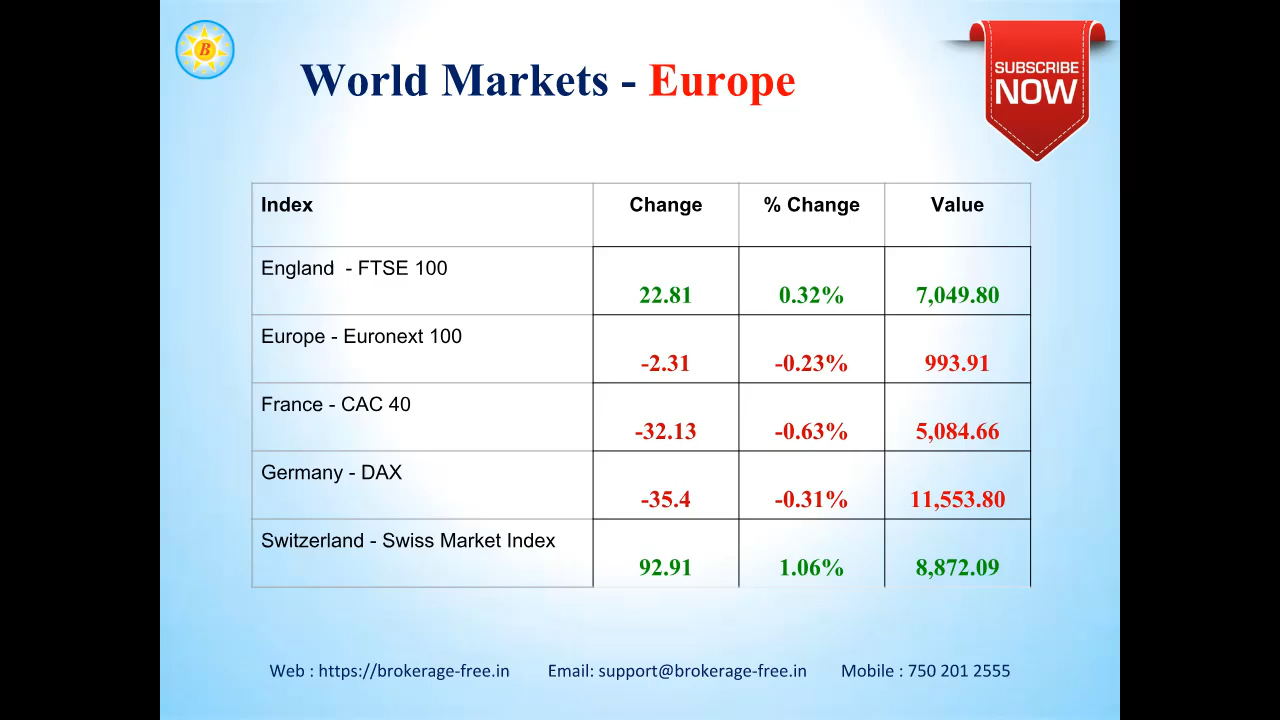 B
World Markets - Europe
SUBSCRIBE
NOW
Index Change % Change Value
England - FTSE 100 22.81 0.32% 7,049.80
Europe - Euronext 100 -2.31 -0.23% 993.91
France - CAC 40 -32.13 -0.63% 5,084.66
Germany - DAX -35.4 -0.31% 11,553.80
Switzerland - Swiss Market Index 92.91 1.06% 8,872.09
Web : https://brokerage-free.in Email: support@brokerage-free.in Mobile : 750 201 2555